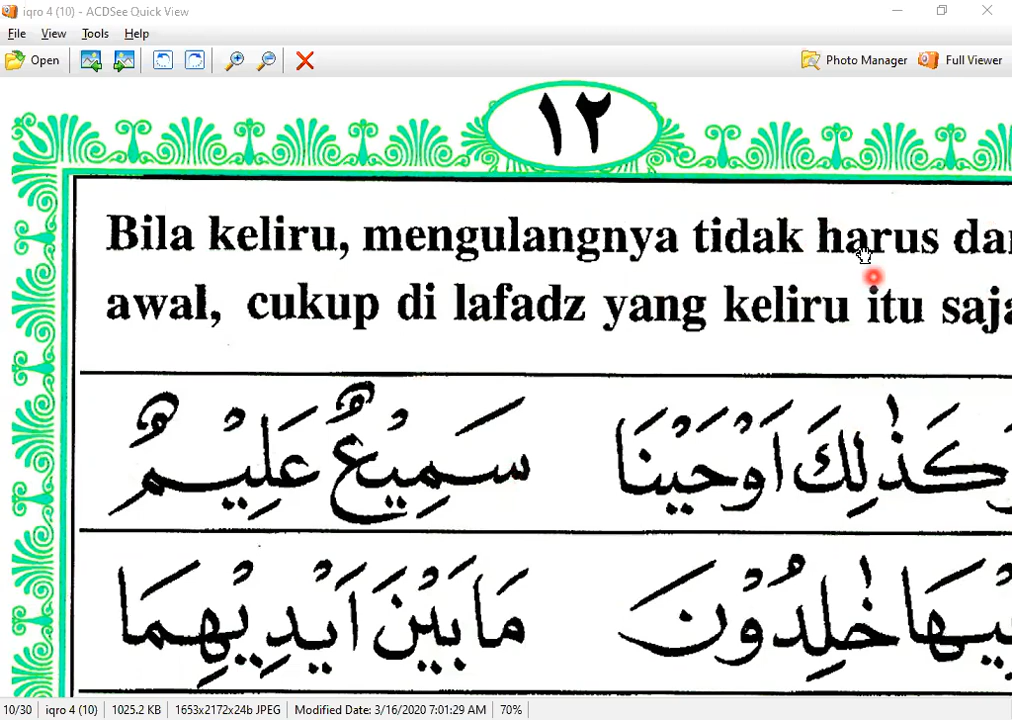 iqro 4 (10) - ACDSee Quick View
File View Tools Help
Open Photo Manager Full Viewer
١٢
Bila keliru, mengulangnya tidak harus
awal, cukup di lafadz yang keliru itu
وَكَذٰلِكَ اَوْحَيْنَا سَمِيْعٌ عَلِيْمٌ
خٰلِدُوْنَ مَا بَيْنَ اَيْدِيْهِمَا
10/30 iqro 4 (10) 1025.2 KB 1653x2172x24b JPEG Modified Date: 3/16/2020 7:01:29 AM 70%